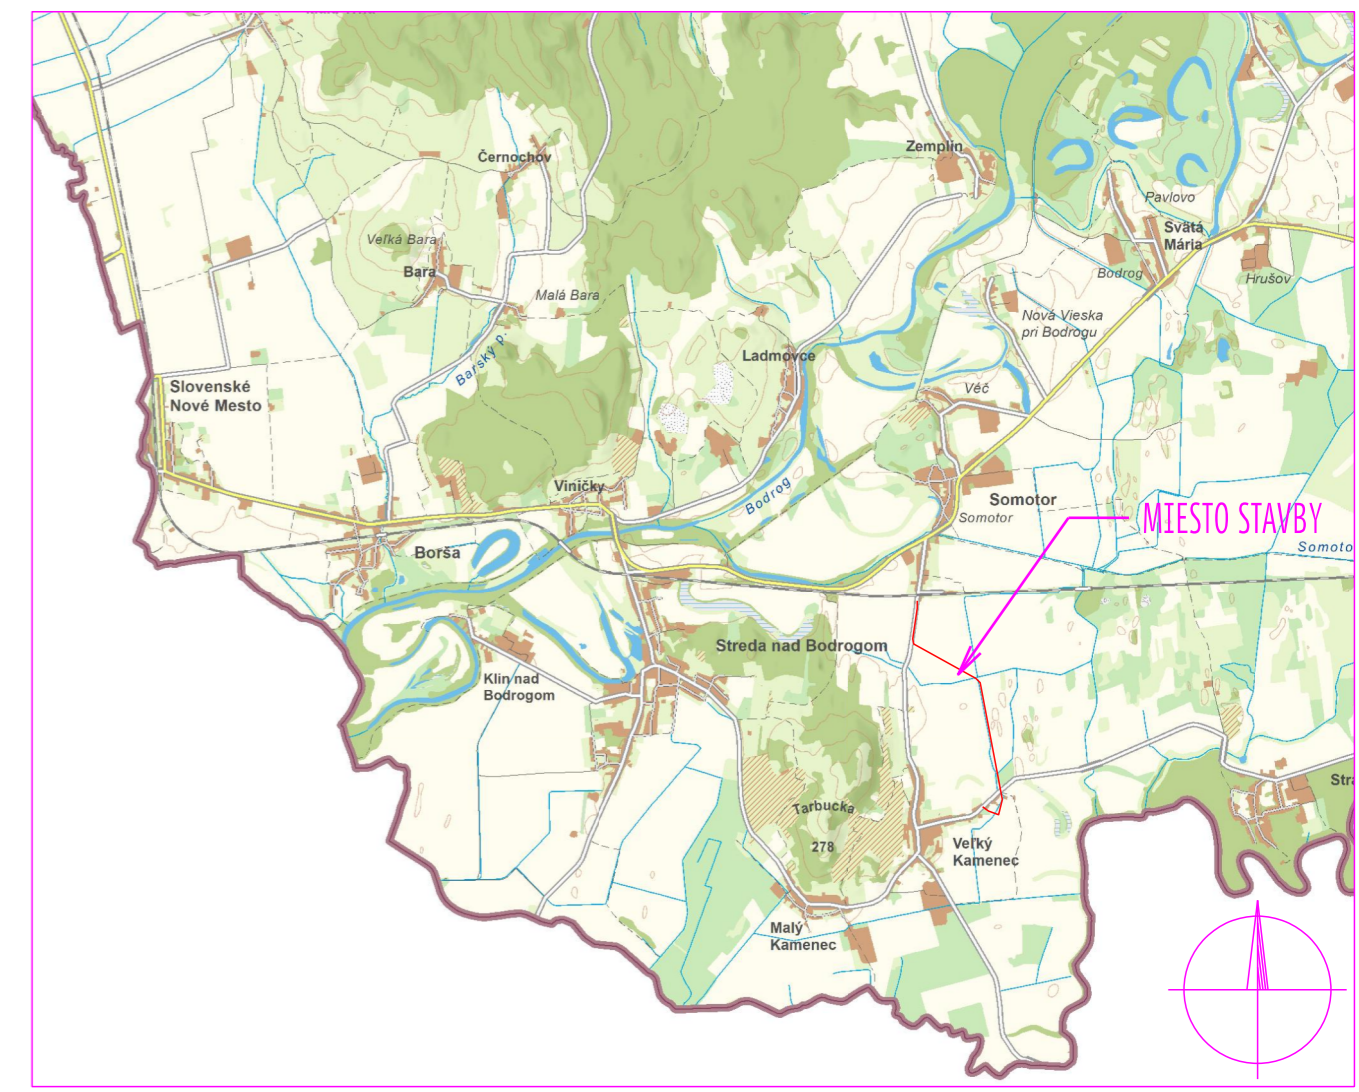 Zemplín
Černochov
Pavlovo
Svätá
Mária
Veľká Bara
Bara
Bodrog
Hrušov
Malá Bara
Nová Vieska
pri Bodrogu
Barský p.
Ladmovce
Slovenské
Nové Mesto
Véč
Viničky
Bodrog
Somotor
Somotor
MIESTO STAVBY
Borša
Somoto
Streda nad Bodrogom
Klin nad
Bodrogom
Tarbucka
278
Str
Veľký
Kamenec
Malý
Kamenec